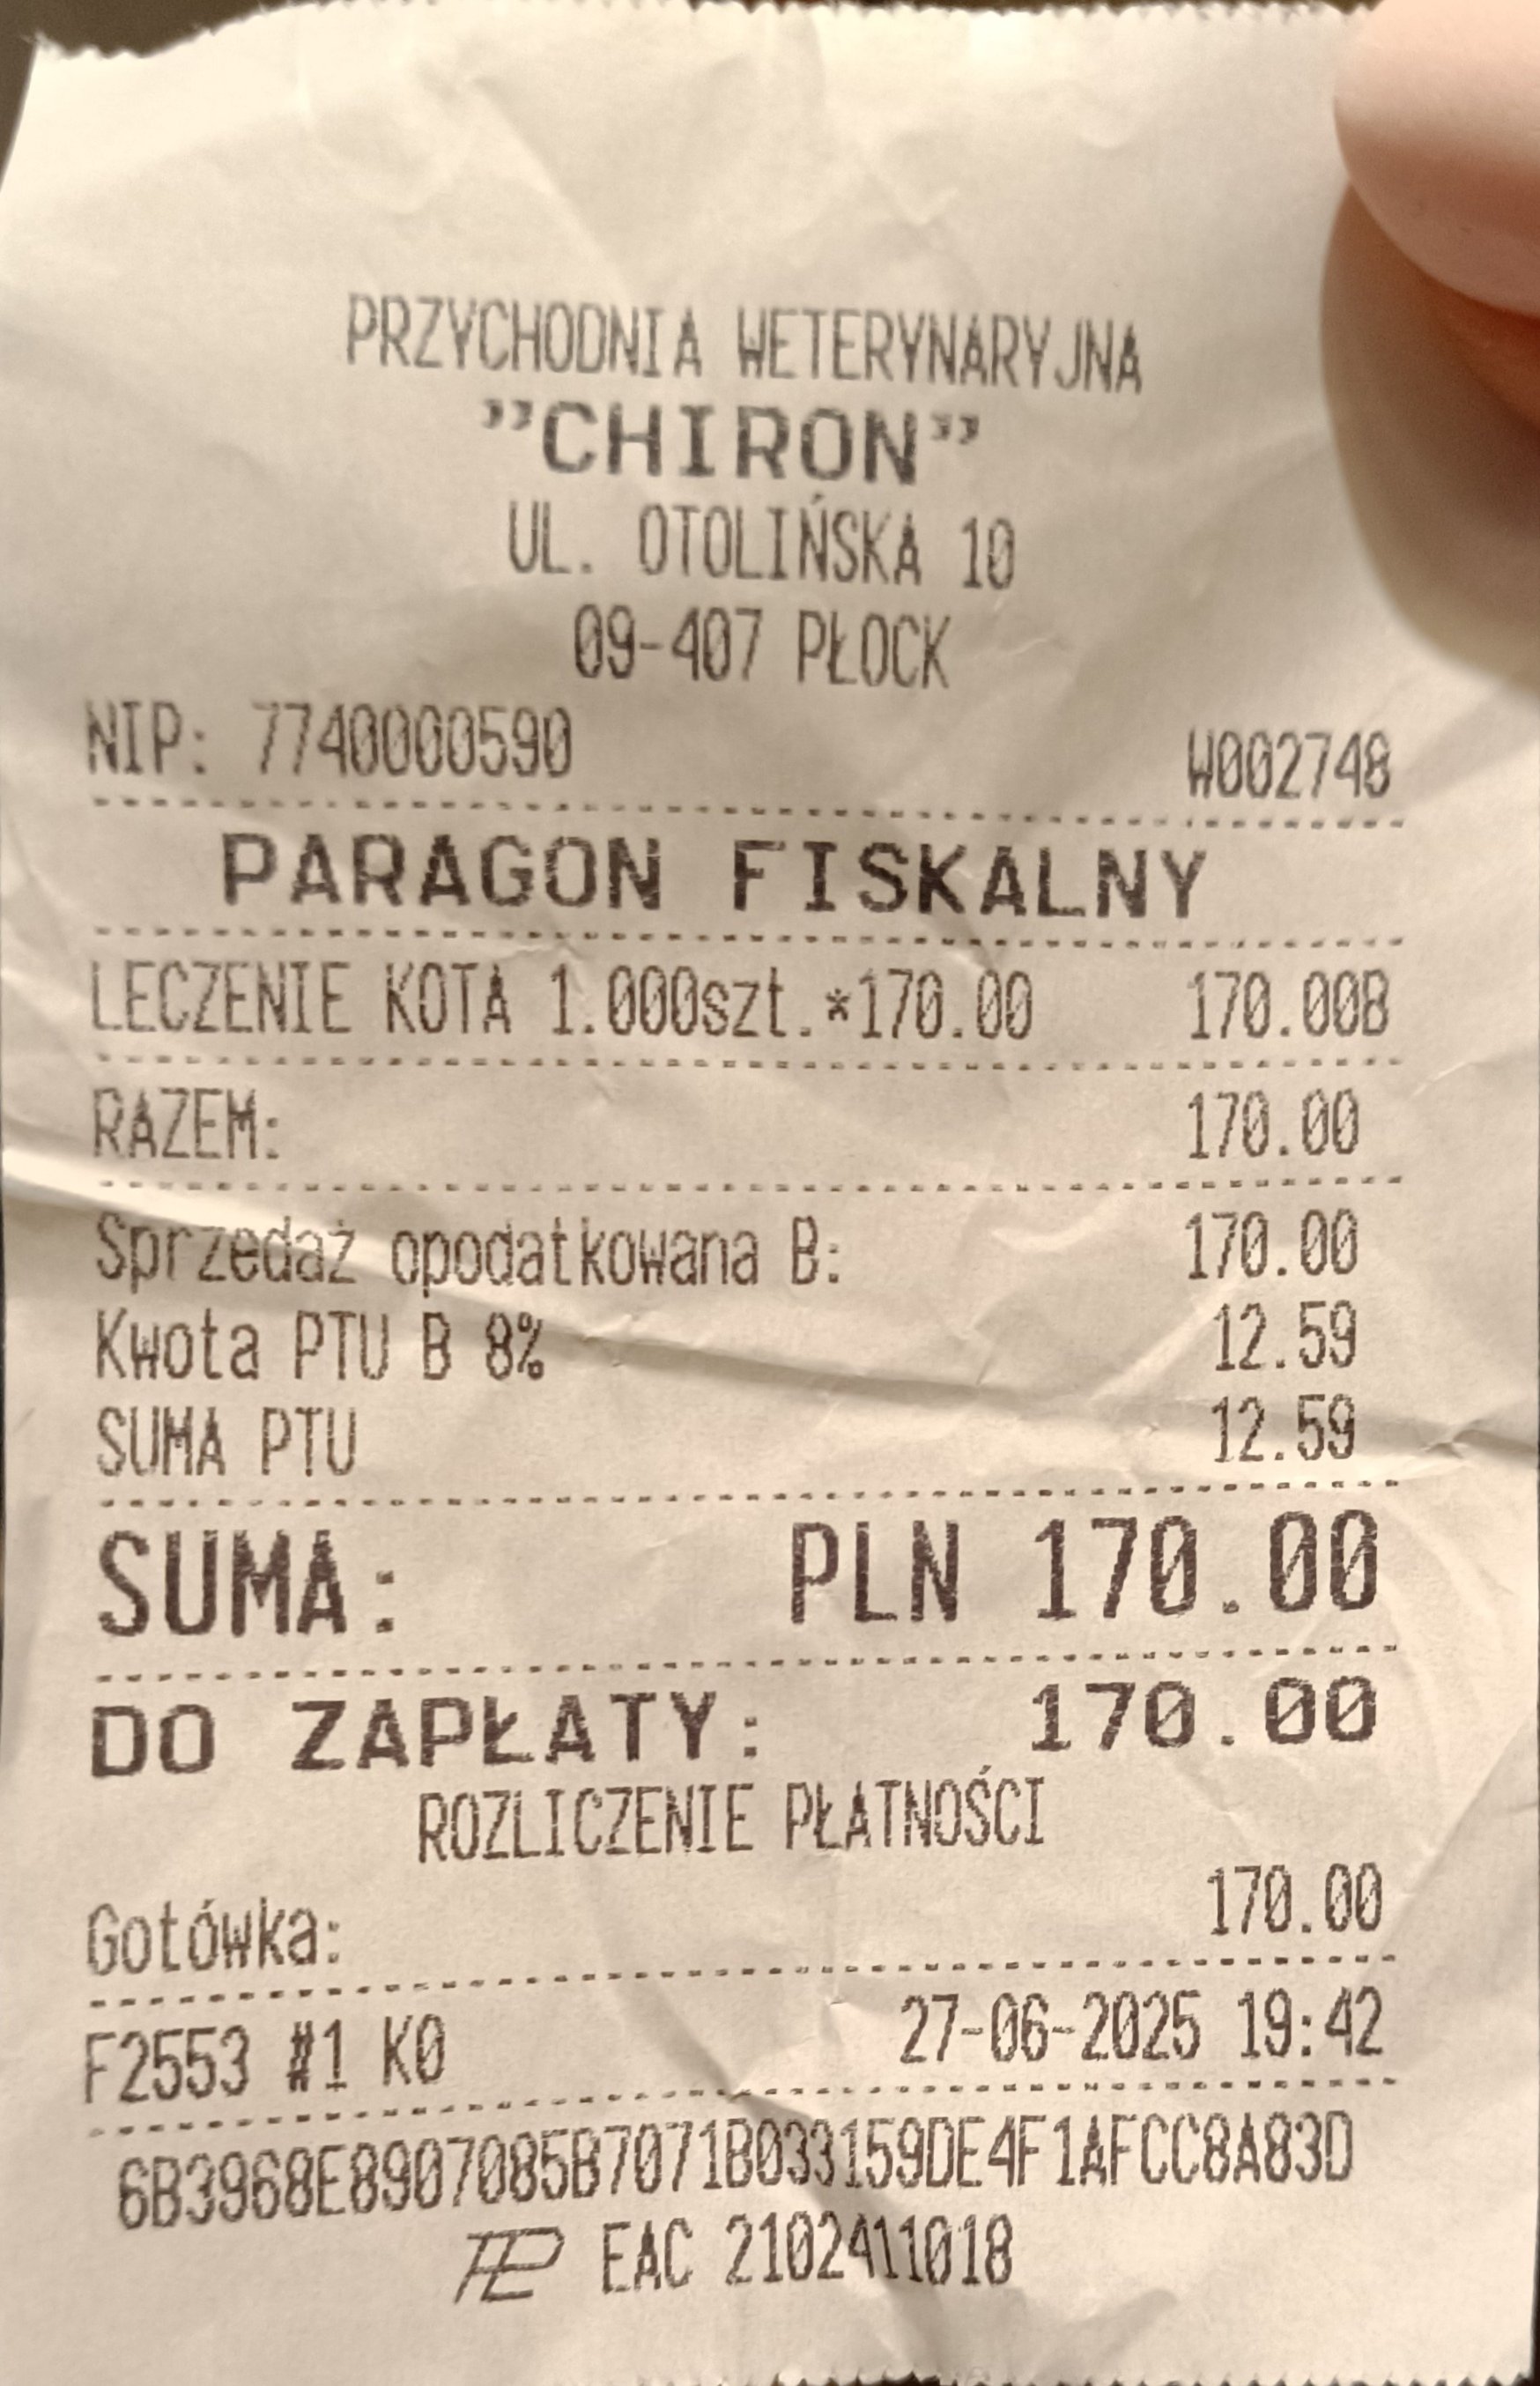 PRZYCHODNIA WETERYNARYJNA
"CHIRON"
UL. OTOLIŃSKA 10
09-407 PŁOCK
NIP: 7740000590 W002748
PARAGON FISKALNY
LECZENIE KOTA 1.000szt.*170.00 170.00B
RAZEM: 170.00
Sprzedaż opodatkowana B: 170.00
Kwota PTU B 8% 12.59
SUMA PTU 12.59
SUMA: PLN 170.00
DO ZAPŁATY: 170.00
ROZLICZENIE PŁATNOŚCI
Gotówka: 170.00
F2553 #1 K0 27-06-2025 19:42
6B3968E8907085B7071B033159DE4F1AFCC8A83D
PL EAC 2102411018